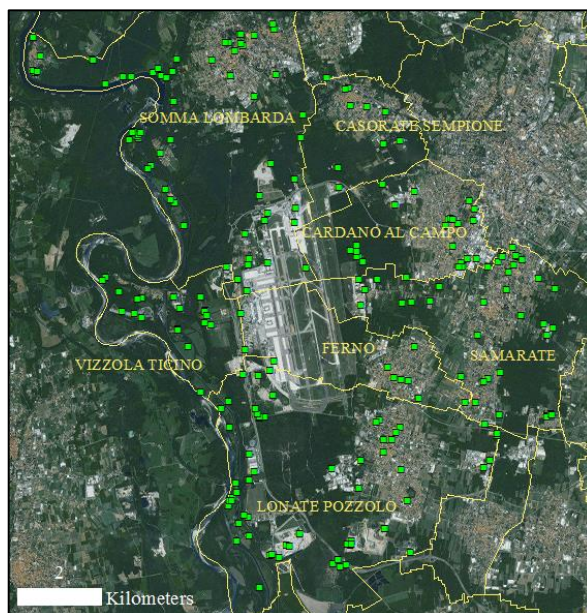 SOMMA LOMBARDA
CASORATE SEMPIONE
CARDANO AL CAMPO
FERNO
SAMARATE
VIZZOLA TICINO
LONATE POZZOLO
2
Kilometers